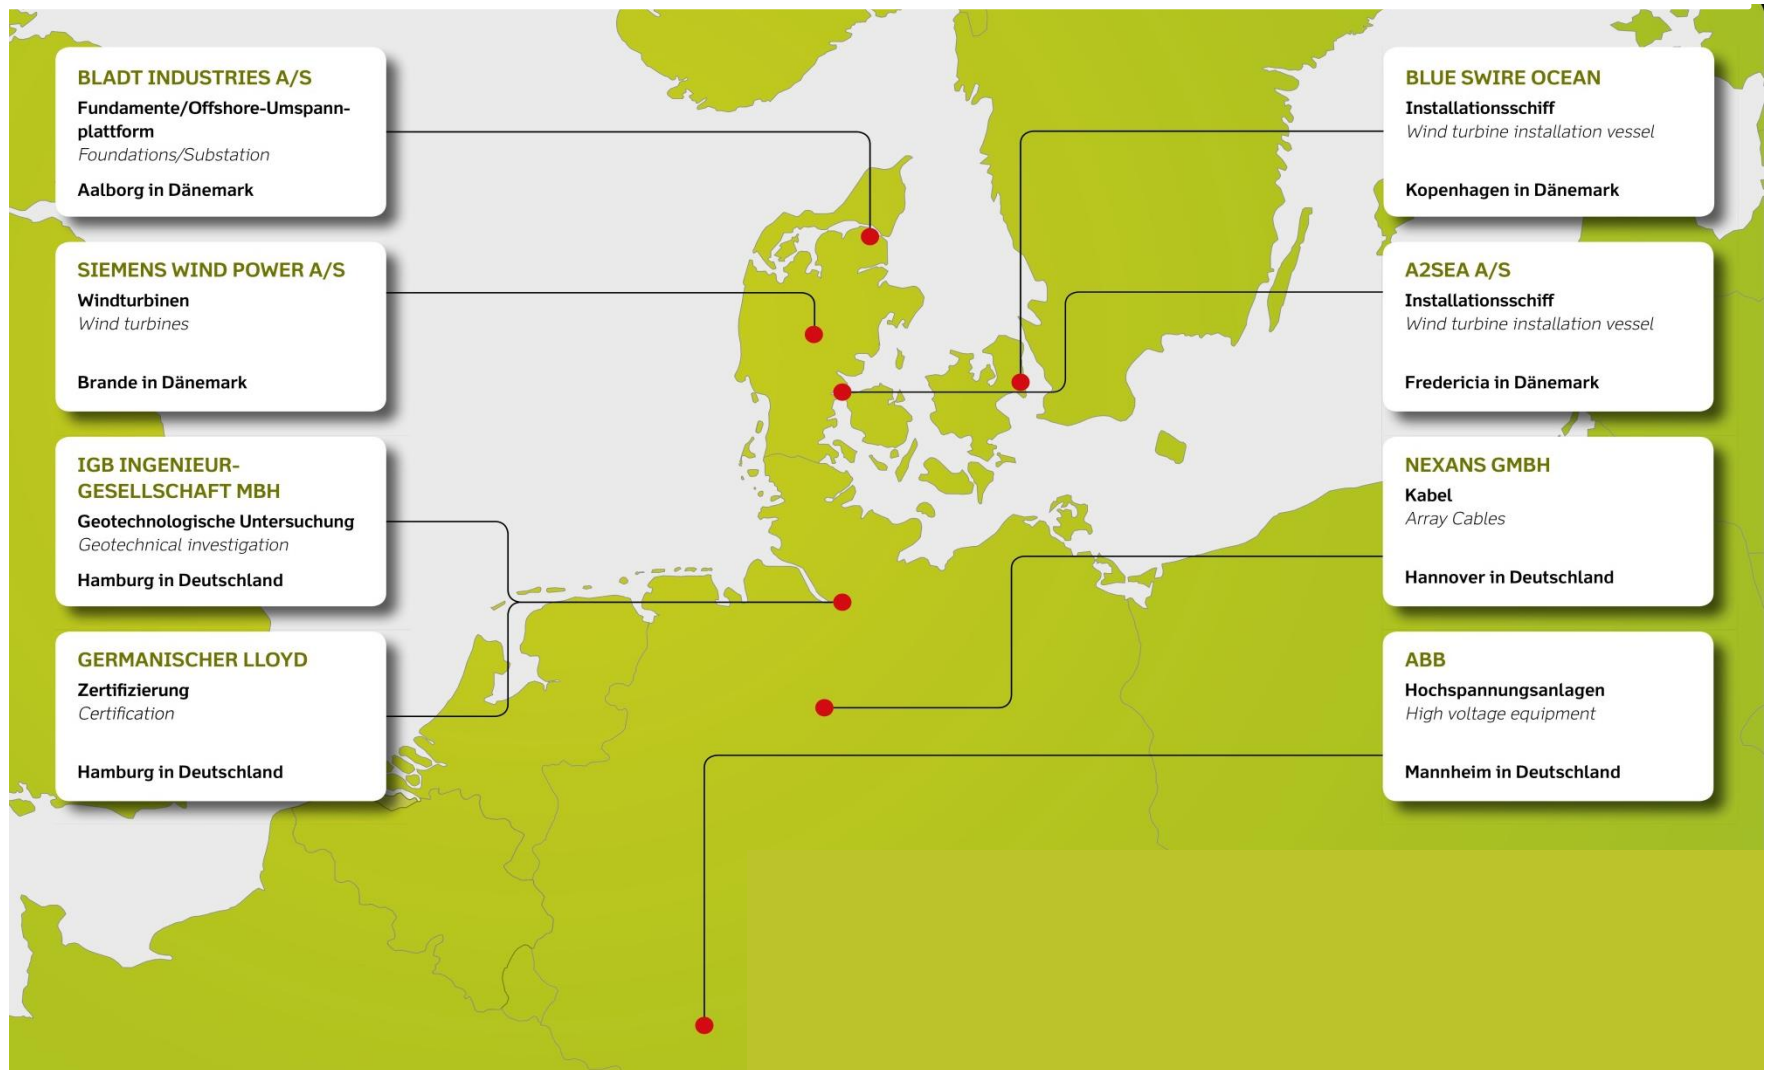 BLADT INDUSTRIES A/S
Fundamente/Offshore-Umspann-
plattform
Foundations/Substation
Aalborg in Dänemark
SIEMENS WIND POWER A/S
Windturbinen
Wind turbines
Brande in Dänemark
IGB INGENIEUR-
GESELLSCHAFT MBH
Geotechnologische Untersuchung
Geotechnical investigation
Hamburg in Deutschland
GERMANISCHER LLOYD
Zertifizierung
Certification
Hamburg in Deutschland
BLUE SWIRE OCEAN
Installationsschiff
Wind turbine installation vessel
Kopenhagen in Dänemark
A2SEA A/S
Installationsschiff
Wind turbine installation vessel
Fredericia in Dänemark
NEXANS GMBH
Kabel
Array Cables
Hannover in Deutschland
ABB
Hochspannungsanlagen
High voltage equipment
Mannheim in Deutschland